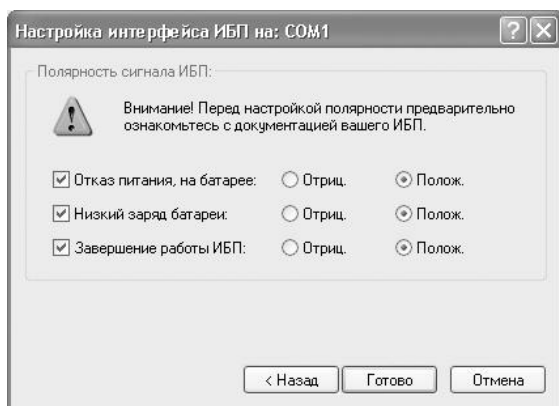 Настройка интерфейса ИБП на: COM1
Полярность сигнала ИБП:
Внимание! Перед настройкой полярности предварительно
ознакомьтесь с документацией вашего ИБП.
Отказ питания, на батарее: Отриц. Полож.
Низкий заряд батареи: Отриц. Полож.
Завершение работы ИБП: Отриц. Полож.
< Назад Готово Отмена